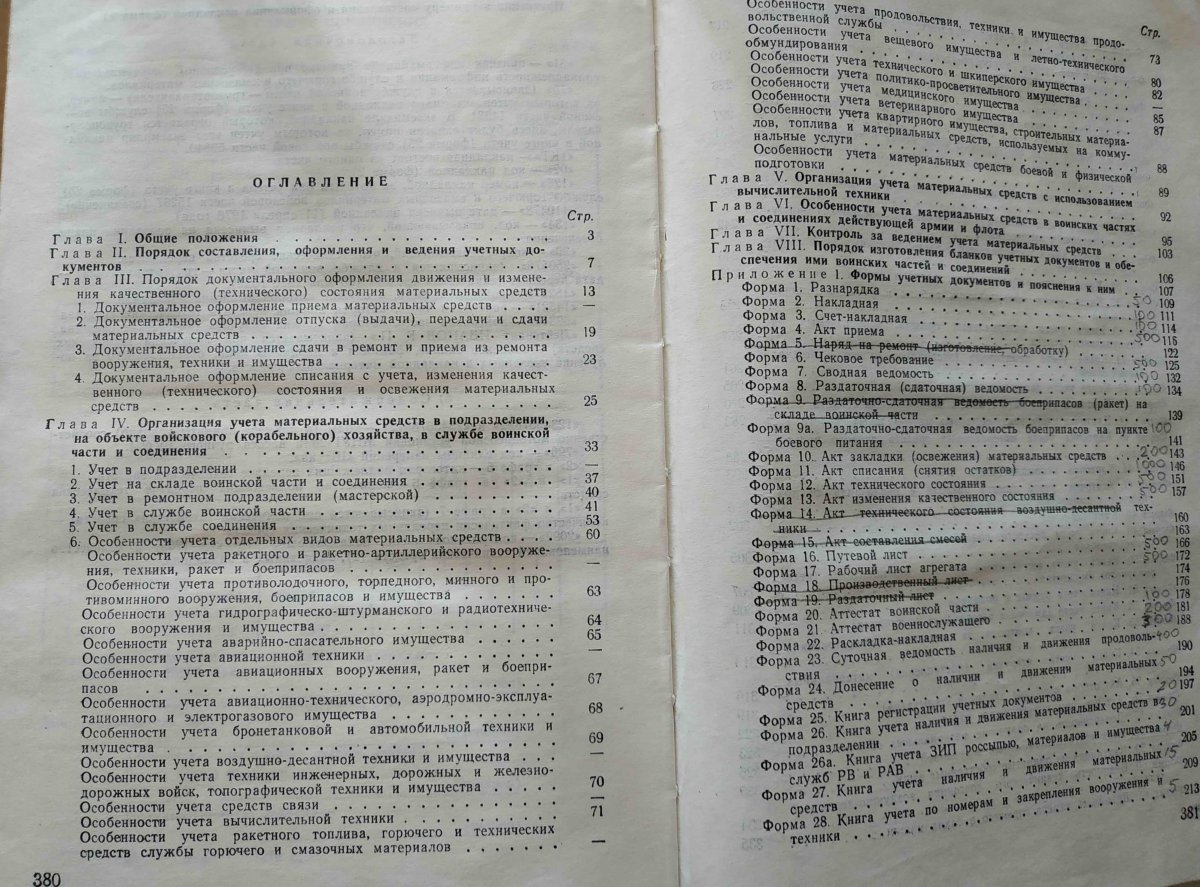 ОГЛАВЛЕНИЕ
Стр.
Глава I. Общие положения . . . . . . . . . . 3
Глава II. Порядок составления, оформления и ведения учетных до-
кументов . . . . . . . . . . 7
Глава III. Порядок документального оформления движения и измене-
ния качественного (технического) состояния материальных средств 13
1. Документальное оформление приема материальных средств . . . . —
2. Документальное оформление отпуска (выдачи), передачи и сдачи
материальных средств . . . . . . . . . . 19
3. Документальное оформление сдачи в ремонт и приема из ремонта
вооружения, техники и имущества . . . . . . . . . . 23
4. Документальное оформление списания с учета, изменения качест-
венного (технического) состояния и освежения материальных
средств . . . . . . . . . . 25
Глава IV. Организация учета материальных средств в подразделении,
на объекте войскового (корабельного) хозяйства, в службе воинской
части и соединения . . . . . . . . . . 33
1. Учет в подразделении . . . . . . . . . . —
2. Учет на складе воинской части и соединения . . . . . . . . . . 37
3. Учет в ремонтном подразделении (мастерской) . . . . . . . . . . 40
4. Учет в службе воинской части . . . . . . . . . . 41
5. Учет в службе соединения . . . . . . . . . . 53
6. Особенности учета отдельных видов материальных средств . . . . 60
Особенности учета ракетного и ракетно-артиллерийского вооруже-
ния, техники, ракет и боеприпасов . . . . . . . . . . —
Особенности учета противолодочного, торпедного, минного и про-
тивоминного вооружения, боеприпасов и имущества . . . . . . 63
Особенности учета гидрографическо-штурманского и радиотехниче-
ского вооружения и имущества . . . . . . . . . . 64
Особенности учета аварийно-спасательного имущества . . . . . . 65
Особенности учета авиационной техники . . . . . . . . . . —
Особенности учета авиационных вооружения, ракет и боепри-
пасов . . . . . . . . . . 67
Особенности учета авиационно-технического, аэродромно-эксплуа-
тационного и электрогазового имущества . . . . . . . . . . 68
Особенности учета бронетанковой и автомобильной техники и
имущества . . . . . . . . . . 69
Особенности учета воздушно-десантной техники и имущества . . . —
Особенности учета техники инженерных, дорожных и железно-
дорожных войск, топографической техники и имущества . . . . . 70
Особенности учета средств связи . . . . . . . . . . —
Особенности учета вычислительной техники . . . . . . . . . . 71
Особенности учета ракетного топлива, горючего и технических
средств службы горючего и смазочных материалов . . . . . . . —
380
Стр.
Особенности учета продовольствия, техники и имущества продо-
вольственной службы . . . . . . . . . . 73
Особенности учета вещевого имущества и летно-технического
обмундирования . . . . . . . . . . 80
Особенности учета технического и шкиперского имущества . . . . 82
Особенности учета политико-просветительного имущества . . . . —
Особенности учета медицинского имущества . . . . . . . . . . 85
Особенности учета ветеринарного имущества . . . . . . . . . . 87
Особенности учета квартирного имущества, строительных материа-
лов, топлива и материальных средств, используемых на комму-
нальные услуги . . . . . . . . . . 88
Особенности учета материальных средств боевой и физической
подготовки . . . . . . . . . . 89
Глава V. Организация учета материальных средств с использованием
вычислительной техники . . . . . . . . . . 92
Глава VI. Особенности учета материальных средств в воинских частях
и соединениях действующей армии и флота . . . . . . . . . . 95
Глава VII. Контроль за ведением учета материальных средств . . . 103
Глава VIII. Порядок изготовления бланков учетных документов и обе-
спечения ими воинских частей и соединений . . . . . . . . . . 106
Приложение 1. Формы учетных документов и пояснения к ним . . . 107
Форма 1. Разнарядка . . . . . . . . . .
Форма 2. Накладная . . . . . . . . . . 50 109
Форма 3. Счет-накладная . . . . . . . . . . 100 111
Форма 4. Акт приема . . . . . . . . . . 100 114
Форма 5. Наряд на ремонт (изготовление, обработку) 500 116
Форма 6. Чековое требование . . . . . . . . . . 122
Форма 7. Сводная ведомость . . . . . . . . . . 500 125
Форма 8. Раздаточная (сдаточная) ведомость . . . . . . 100 132
Форма 9. Раздаточно-сдаточная ведомость боеприпасов (ракет) на 100 134
складе воинской части . . . . . . . . . . 139
Форма 9а. Раздаточно-сдаточная ведомость боеприпасов на пункте 100
боевого питания . . . . . . . . . . 141
Форма 10. Акт закладки (освежения) материальных средств . . . 200 143
Форма 11. Акт списания (снятия остатков) . . . . . . 1000 146
Форма 12. Акт технического состояния . . . . . . . . 500 151
Форма 13. Акт изменения качественного состояния . . . . 500 157
Форма 14. Акт технического состояния воздушно-десантной тех-
ники . . . . . . . . . . 160
Форма 15. Акт составления смесей . . . . . . . . . . 163
Форма 16. Путевой лист . . . . . . . . . . 500 166
Форма 17. Рабочий лист агрегата . . . . . . . . . . 500 172
Форма 18. Производственный лист . . . . . . . . . . 174
Форма 19. Раздаточный лист . . . . . . . . . . 176
Форма 20. Аттестат воинской части . . . . . . . . . . 100 178
Форма 21. Аттестат военнослужащего . . . . . . . . . . 200 181
Форма 22. Раскладка-накладная . . . . . . . . . . 300 188
Форма 23. Суточная ведомость наличия и движения продоволь- 400
ствия . . . . . . . . . . 190
Форма 24. Донесение о наличии и движении материальных 50
средств . . . . . . . . . . 194
Форма 25. Книга регистрации учетных документов . . . . 20 197
Форма 26. Книга учета наличия и движения материальных средств в 30
подразделении . . . . . . . . . . 201
Форма 26а. Книга учета ЗИП россыпью, материалов и имущества 4
служб РВ и РАВ . . . . . . . . . . 205
Форма 27. Книга учета наличия и движения материальных 15
средств . . . . . . . . . . 209
Форма 28. Книга учета по номерам и закрепления вооружения и 5
техники . . . . . . . . . . 213
381